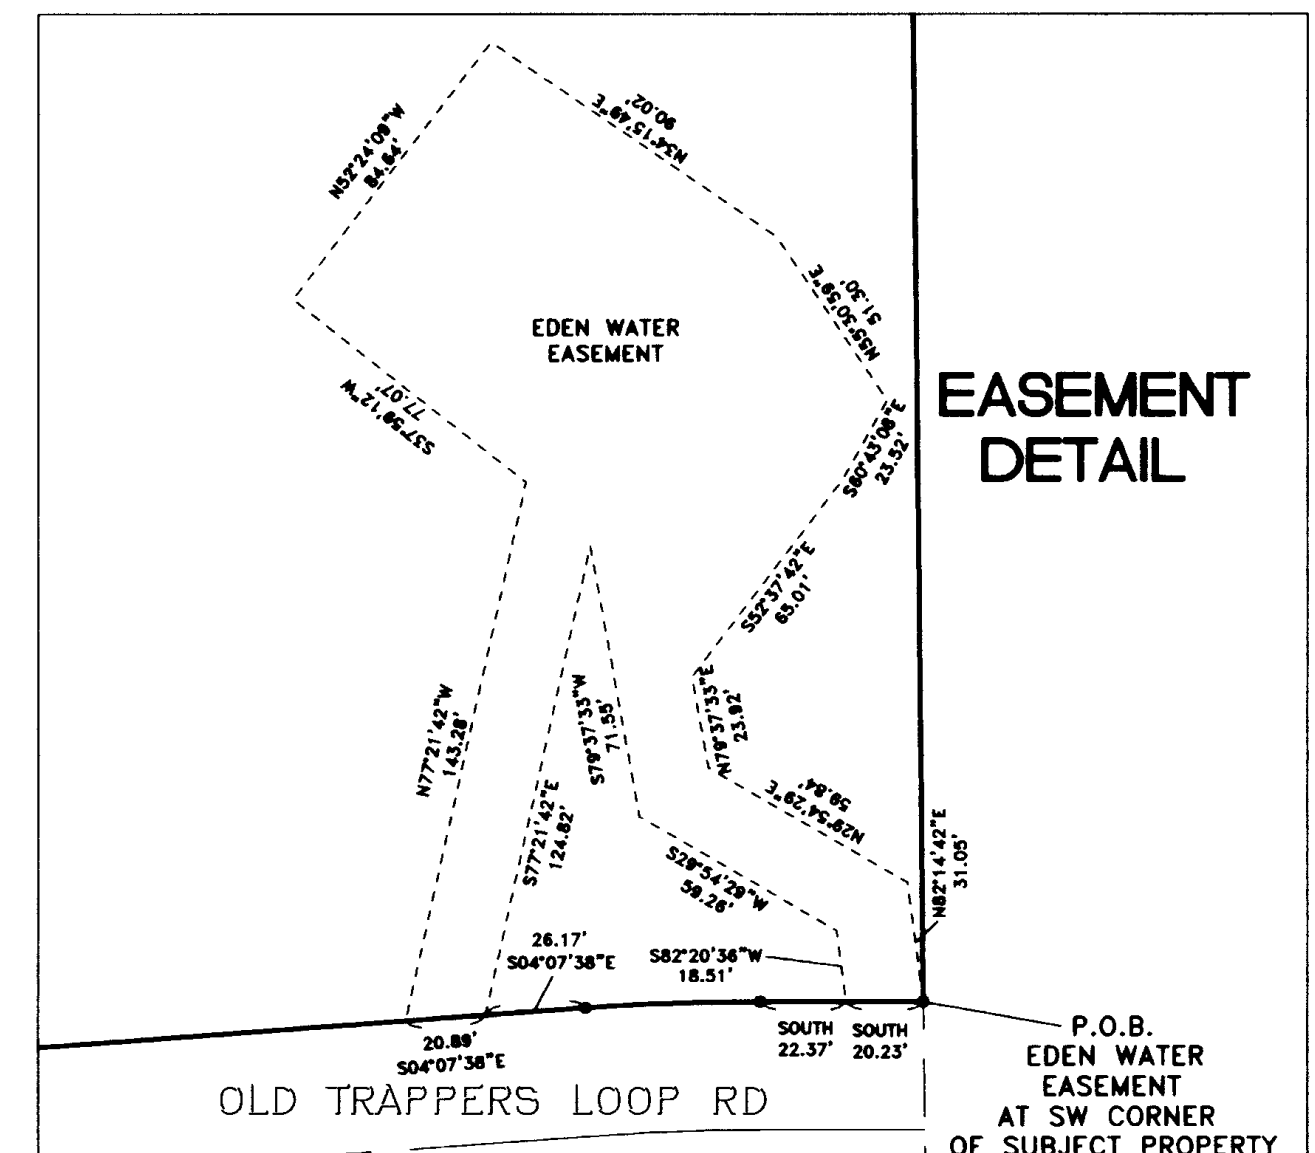 N52°24'09"W
84.64'
N34°15'49"E
90.02'
N55°30'59"E
51.30'
EDEN WATER
EASEMENT
EASEMENT
DETAIL
S37°59'12"W
77.07'
S60°43'08"E
23.52'
S52°37'42"E
65.01'
N77°21'42"W
143.28'
S79°37'33"W
71.55'
N79°37'33"E
23.92'
S77°21'42"E
124.82'
N29°54'29"E
59.84'
S29°54'29"W
59.26'
N82°14'42"E
31.05'
26.17'
S04°07'38"E
S82°20'36"W
18.51'
20.89'
S04°07'38"E
SOUTH
22.37'
SOUTH
20.23'
OLD TRAPPERS LOOP RD
P.O.B.
EDEN WATER
EASEMENT
AT SW CORNER
OF SUBJECT PROPERTY